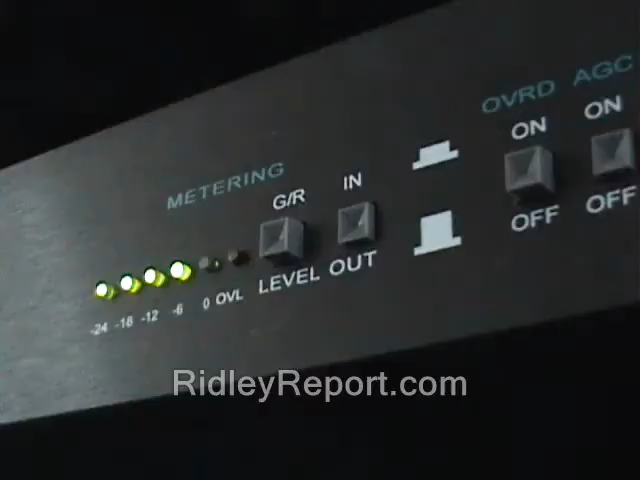 METERING
G/R
IN
OVRD
AGC
ON
ON
-24 -18 -12 -6 0 OVL
LEVEL
OUT
OFF
OFF
RidleyReport.com